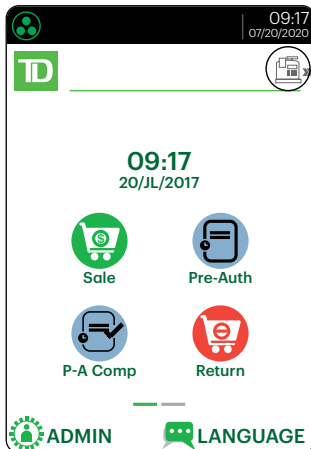 09:17
07/20/2020
TD
09:17
20/JL/2017
Sale
Pre-Auth
P-A Comp
Return
ADMIN
LANGUAGE